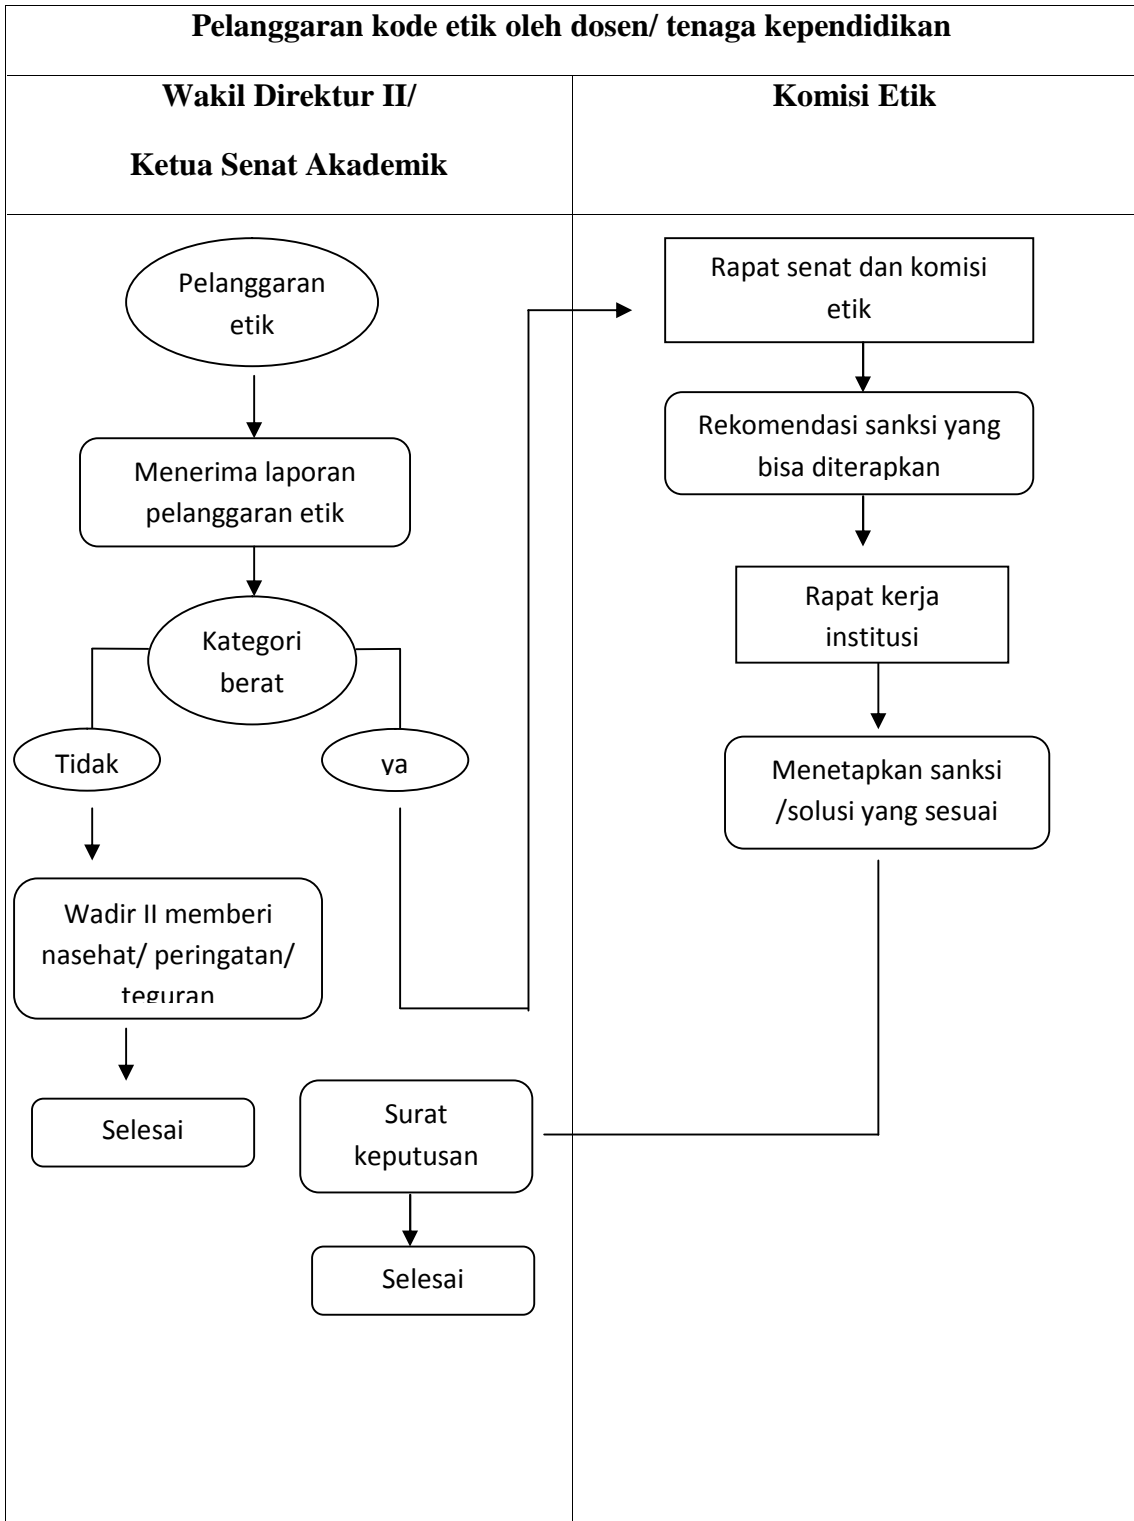 Pelanggaran kode etik oleh dosen/ tenaga kependidikan
Wakil Direktur II/
Ketua Senat Akademik
Komisi Etik
Pelanggaran
etik
Menerima laporan
pelanggaran etik
Kategori
berat
Tidak
ya
Wadir II memberi
nasehat/ peringatan/
teguran
Selesai
Surat
keputusan
Selesai
Rapat senat dan komisi
etik
Rekomendasi sanksi yang
bisa diterapkan
Rapat kerja
institusi
Menetapkan sanksi
/solusi yang sesuai